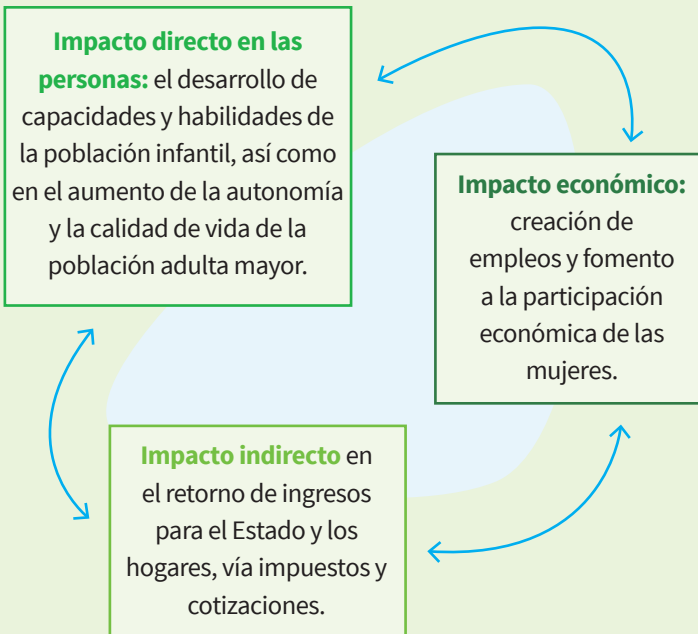 Impacto directo en las
personas: el desarrollo de
capacidades y habilidades de
la población infantil, así como
en el aumento de la autonomía
y la calidad de vida de la
población adulta mayor.
Impacto económico:
creación de
empleos y fomento
a la participación
económica de las
mujeres.
Impacto indirecto en
el retorno de ingresos
para el Estado y los
hogares, vía impuestos y
cotizaciones.